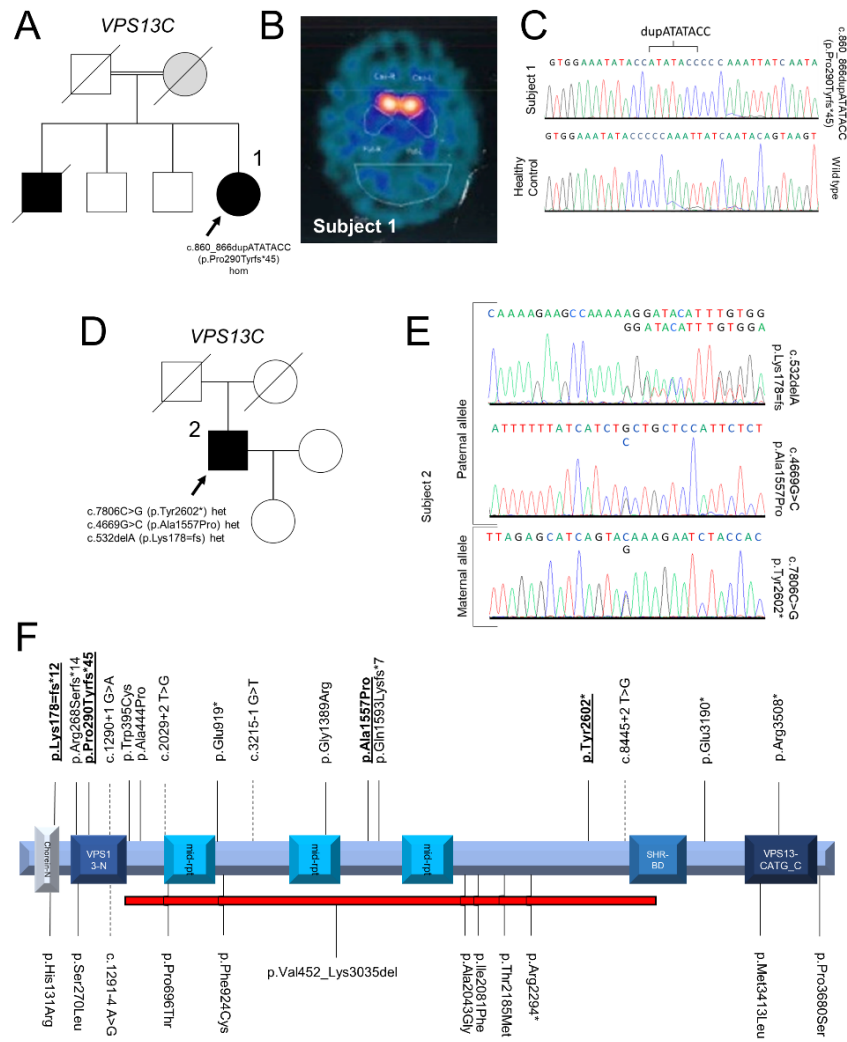 A
VPS13C
1
c.860_866dupATATACC
(p.Pro290Tyrfs*45)
hom
B
Subject 1
C
dupATATACC
GTGGAAATATACCATATACCCCCAAATTATCAATA
Subject 1
c.860_866dupATATACC
(p.Pro290Tyrfs*45)
GTGGAAATATACCCCCAAATTATCAATACAGTAAGT
Healthy
Control
Wild type
D
VPS13C
2
c.7806C>G (p.Tyr2602*) het
c.4669G>C (p.Ala1557Pro) het
c.532delA (p.Lys178=fs) het
E
Subject 2
Paternal allele
CAAAAGAAGCCAAAAAGGATACATTTGTGG
GGATACATTTGTGGA
c.532delA
p.Lys178=fs
ATTTTTTATCATCTGCTGCTCCATTCTCT
C
c.4669G>C
p.Ala1557Pro
Maternal allele
TTAGAGCATCAGTACAAAGAATCTACCAC
G
c.7806C>G
p.Tyr2602*
F
p.Lys178=fs*12
p.Arg268Serfs*14
p.Pro290Tyrfs*45
c.1290+1 G>A
p.Trp395Cys
p.Ala444Pro
c.2029+2 T>G
p.Glu919*
c.3215-1 G>T
p.Gly1389Arg
p.Ala1557Pro
p.Gln1593Lysfs*7
p.Tyr2602*
c.8445+2 T>G
p.Glu3190*
p.Arg3508*
Chorein-N
VPS1
3-N
mid-rpt
mid-rpt
mid-rpt
SHR-
BD
VPS13-
CATG_C
p.His131Arg
p.Ser270Leu
c.1291-4 A>G
p.Pro696Thr
p.Phe924Cys
p.Val452_Lys3035del
p.Ala2043Gly
p.Ile2081Phe
p.Thr2185Met
p.Arg2294*
p.Met3413Leu
p.Pro3680Ser